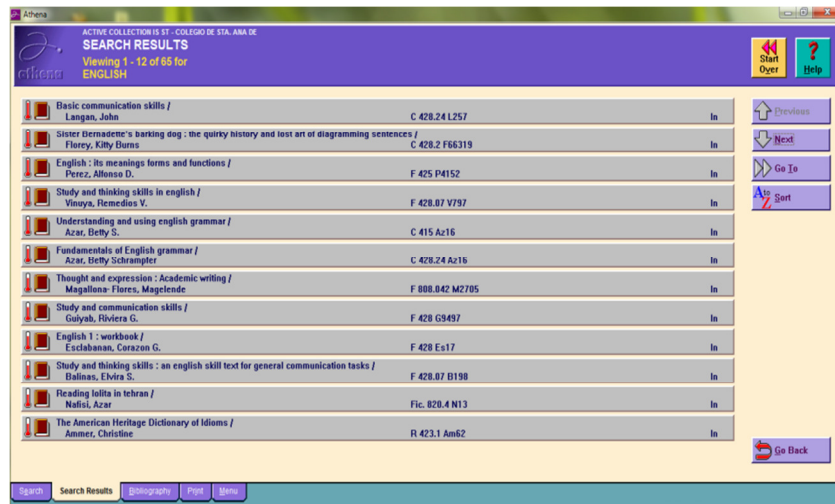 Athena
ACTIVE COLLECTION IS ST - COLEGIO DE STA. ANA DE
SEARCH RESULTS
Viewing 1 - 12 of 65 for
ENGLISH
athena
Start Over
Help
Basic communication skills /
Langan, John C 428.24 L257 In
Sister Bernadette's barking dog : the quirky history and lost art of diagramming sentences /
Florey, Kitty Burns C 428.2 F66319 In
English : its meanings forms and functions /
Perez, Alfonso D. F 425 P4152 In
Study and thinking skills in english /
Vinuya, Remedios V. F 428.07 V797 In
Understanding and using english grammar /
Azar, Betty S. C 415 Az16 In
Fundamentals of English grammar /
Azar, Betty Schrampfer C 428.24 Az16 In
Thought and expression : Academic writing /
Magallona- Flores, Magelende F 808.042 M2705 In
Study and communication skills /
Guiyab, Riviera G. F 428 G9497 In
English 1 : workbook /
Esclabanan, Corazon G. F 428 Es17 In
Study and thinking skills : an english skill text for general communication tasks /
Balinas, Elvira S. F 428.07 B198 In
Reading lolita in tehran /
Nafisi, Azar Fic. 820.4 N13 In
The American Heritage Dictionary of Idioms /
Ammer, Christine R 423.1 Am62 In
Previous
Next
Go To
A to Z Sort
Go Back
Search Search Results Bibliography Print Menu